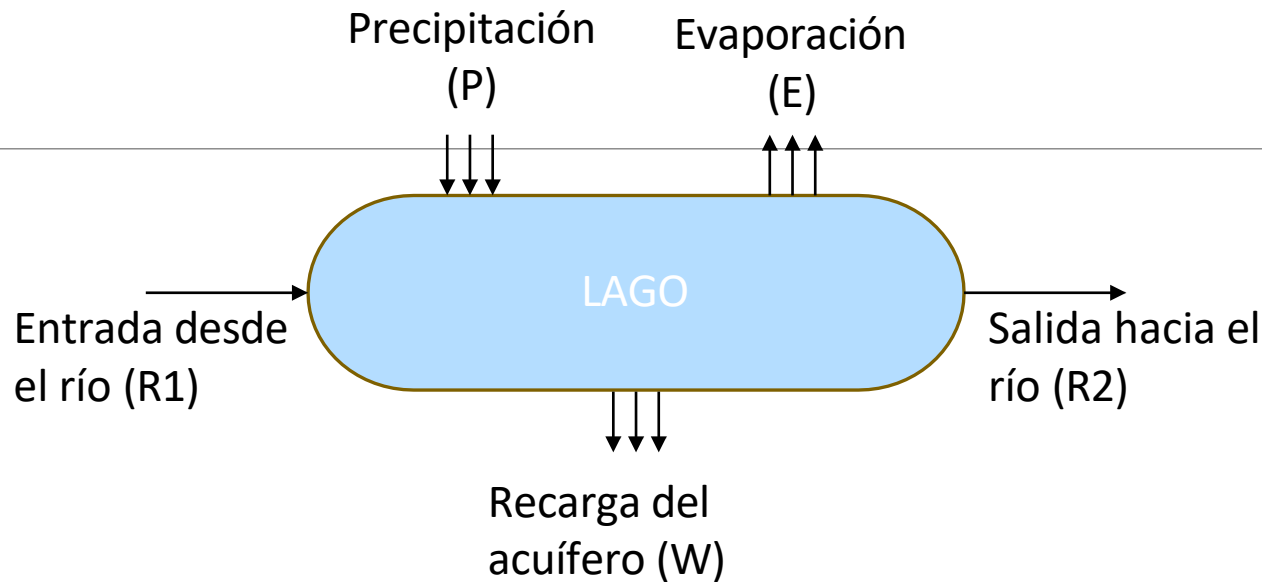 Precipitación
(P)
Evaporación
(E)
LAGO
Entrada desde
el río (R1)
Salida hacia el
río (R2)
Recarga del
acuífero (W)